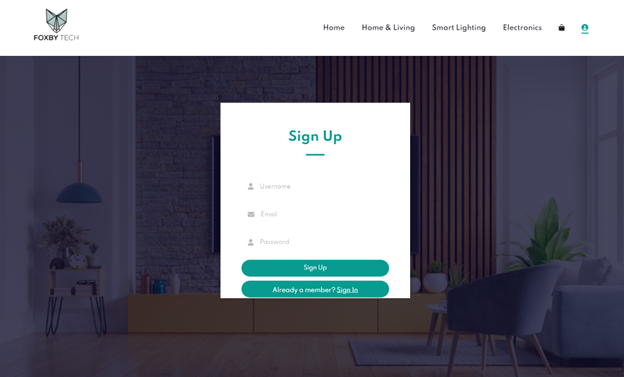 FOXBY TECH
Home Home & Living Smart Lighting Electronics
Sign Up
Username
Email
Password
Sign Up
Already a member? Sign In